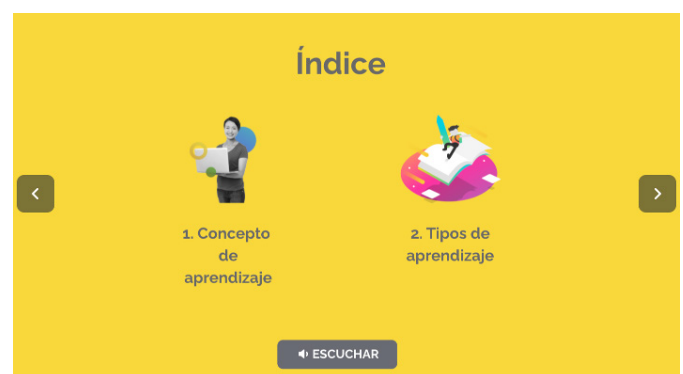 Índice
1. Concepto
de
aprendizaje
2. Tipos de
aprendizaje
ESCUCHAR